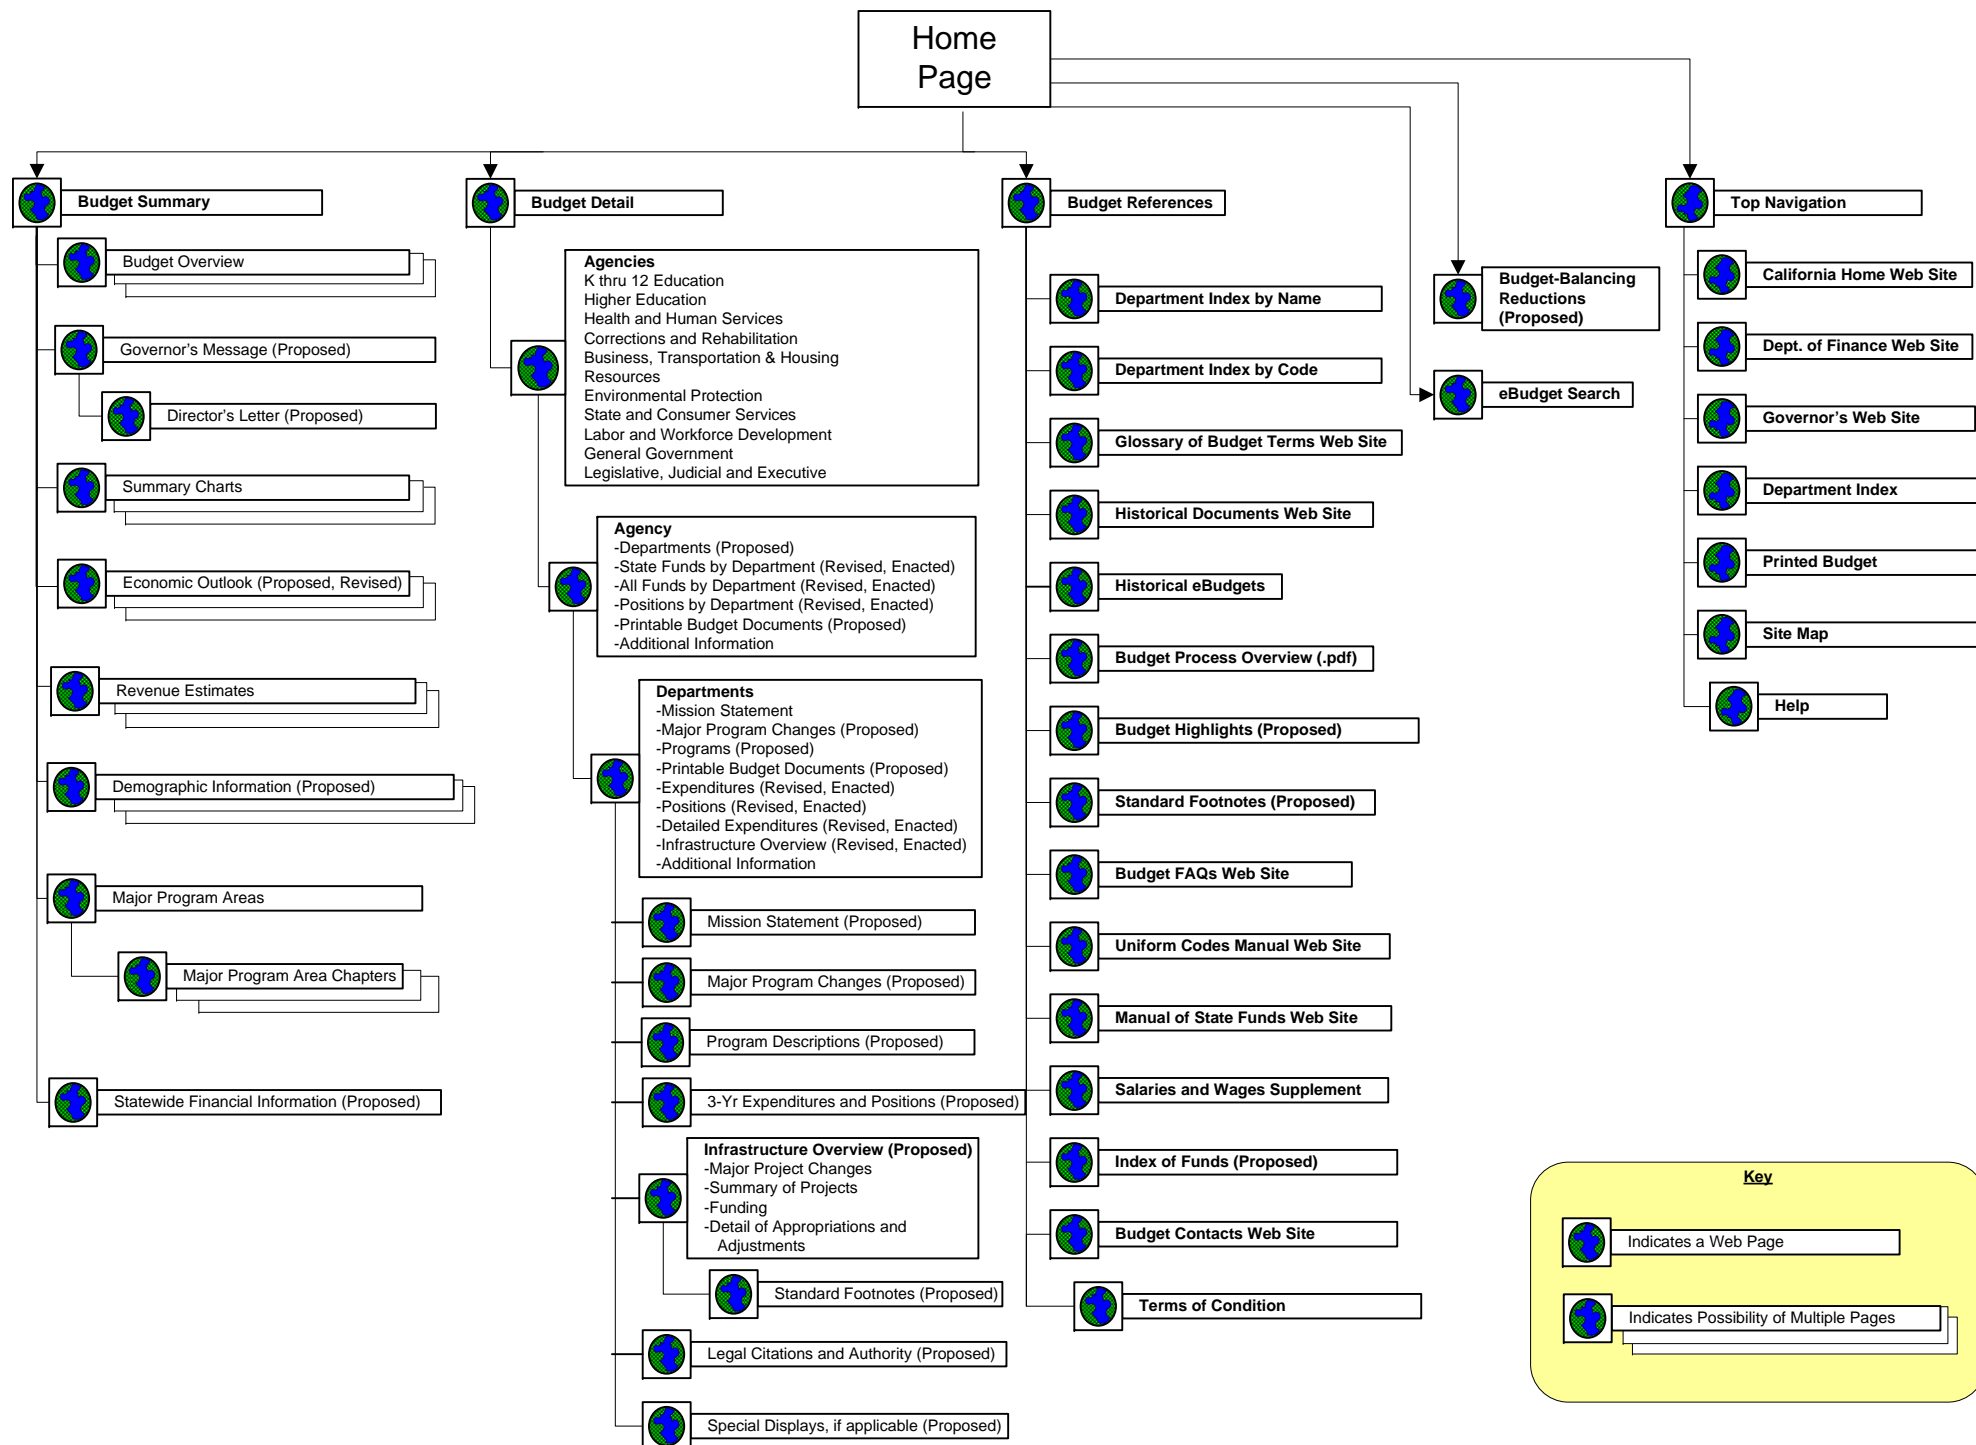 Home
Page
Budget Summary
Budget Overview
Governor's Message (Proposed)
Director's Letter (Proposed)
Summary Charts
Economic Outlook (Proposed, Revised)
Revenue Estimates
Demographic Information (Proposed)
Major Program Areas
Major Program Area Chapters
Statewide Financial Information (Proposed)
Budget Detail
Agencies
K thru 12 Education
Higher Education
Health and Human Services
Corrections and Rehabilitation
Business, Transportation & Housing
Resources
Environmental Protection
State and Consumer Services
Labor and Workforce Development
General Government
Legislative, Judicial and Executive
Agency
-Departments (Proposed)
-State Funds by Department (Revised, Enacted)
-All Funds by Department (Revised, Enacted)
-Positions by Department (Revised, Enacted)
-Printable Budget Documents (Proposed)
-Additional Information
Departments
-Mission Statement
-Major Program Changes (Proposed)
-Programs (Proposed)
-Printable Budget Documents (Proposed)
-Expenditures (Revised, Enacted)
-Positions (Revised, Enacted)
-Detailed Expenditures (Revised, Enacted)
-Infrastructure Overview (Revised, Enacted)
-Additional Information
Mission Statement (Proposed)
Major Program Changes (Proposed)
Program Descriptions (Proposed)
3-Yr Expenditures and Positions (Proposed)
Infrastructure Overview (Proposed)
-Major Project Changes
-Summary of Projects
-Funding
-Detail of Appropriations and
Adjustments
Standard Footnotes (Proposed)
Legal Citations and Authority (Proposed)
Special Displays, if applicable (Proposed)
Budget References
Department Index by Name
Department Index by Code
Glossary of Budget Terms Web Site
Historical Documents Web Site
Historical eBudgets
Budget Process Overview (.pdf)
Budget Highlights (Proposed)
Standard Footnotes (Proposed)
Budget FAQs Web Site
Uniform Codes Manual Web Site
Manual of State Funds Web Site
Salaries and Wages Supplement
Index of Funds (Proposed)
Budget Contacts Web Site
Terms of Condition
Budget-Balancing
Reductions
(Proposed)
eBudget Search
Top Navigation
California Home Web Site
Dept. of Finance Web Site
Governor's Web Site
Department Index
Printed Budget
Site Map
Help
Key
Indicates a Web Page
Indicates Possibility of Multiple Pages